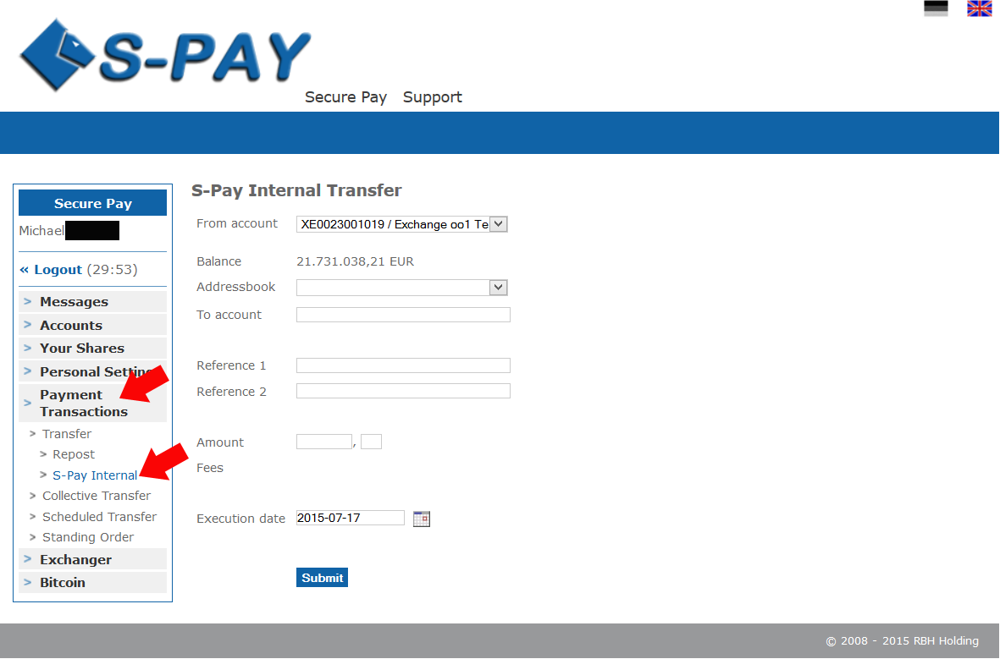 S-PAY
Secure Pay Support
Secure Pay
Michael
« Logout (29:53)
> Messages
> Accounts
> Your Shares
> Personal Setting
> Payment
Transactions
> Transfer
> Repost
> S-Pay Internal
> Collective Transfer
> Scheduled Transfer
> Standing Order
> Exchanger
> Bitcoin
S-Pay Internal Transfer
From account XE0023001019 / Exchange oo1 Te
Balance 21.731.038,21 EUR
Addressbook
To account
Reference 1
Reference 2
Amount ,
Fees
Execution date 2015-07-17
Submit
© 2008 - 2015 RBH Holding